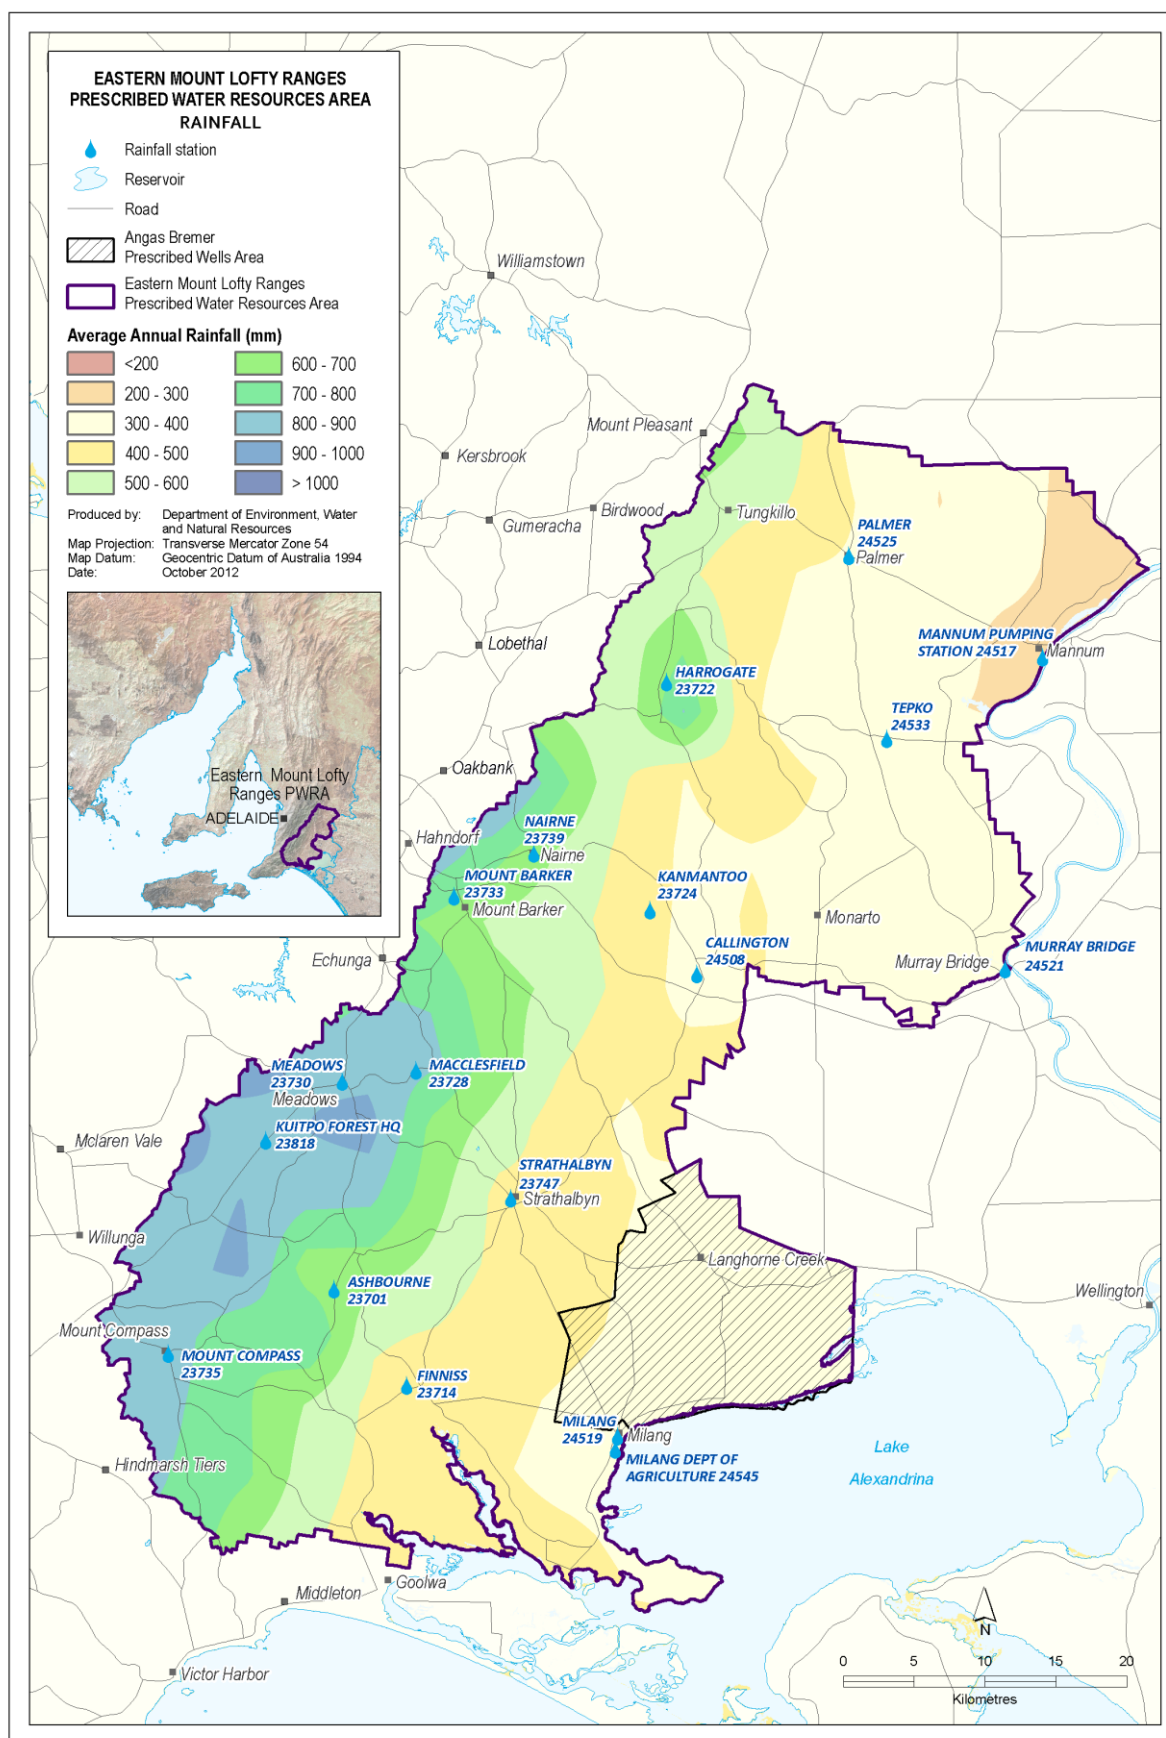 EASTERN MOUNT LOFTY RANGES
PRESCRIBED WATER RESOURCES AREA
RAINFALL
Rainfall station
Reservoir
Road
Angas Bremer
Prescribed Wells Area
Eastern Mount Lofty Ranges
Prescribed Water Resources Area
Average Annual Rainfall (mm)
<200
200 - 300
300 - 400
400 - 500
500 - 600
600 - 700
700 - 800
800 - 900
900 - 1000
> 1000
Produced by: Department of Environment, Water
and Natural Resources
Map Projection: Transverse Mercator Zone 54
Map Datum: Geocentric Datum of Australia 1994
Date: October 2012
Eastern Mount Lofty
Ranges PWRA
ADELAIDE
Williamstown
Mount Pleasant
Kersbrook
Birdwood
Gumeracha
Tungkillo
PALMER
24525
Palmer
Lobethal
MANNUM PUMPING
STATION 24517
Mannum
HARROGATE
23722
TEPKO
24533
Oakbank
Hahndorf
NAIRNE
23739
Nairne
MOUNT BARKER
23733
Mount Barker
KANMANTOO
23724
Monarto
CALLINGTON
24508
Echunga
Murray Bridge
MURRAY BRIDGE
24521
MEADOWS
23730
Meadows
MACCLESFIELD
23728
KUITPO FOREST HQ
23818
Mclaren Vale
STRATHALBYN
23747
Strathalbyn
Willunga
Langhorne Creek
ASHBOURNE
23701
Wellington
Mount Compass
MOUNT COMPASS
23735
FINNISS
23714
MILANG
24519
Milang
MILANG DEPT OF
AGRICULTURE 24545
Lake
Alexandrina
Hindmarsh Tiers
Goolwa
Middleton
Victor Harbor
N
0 5 10 15 20
Kilometres